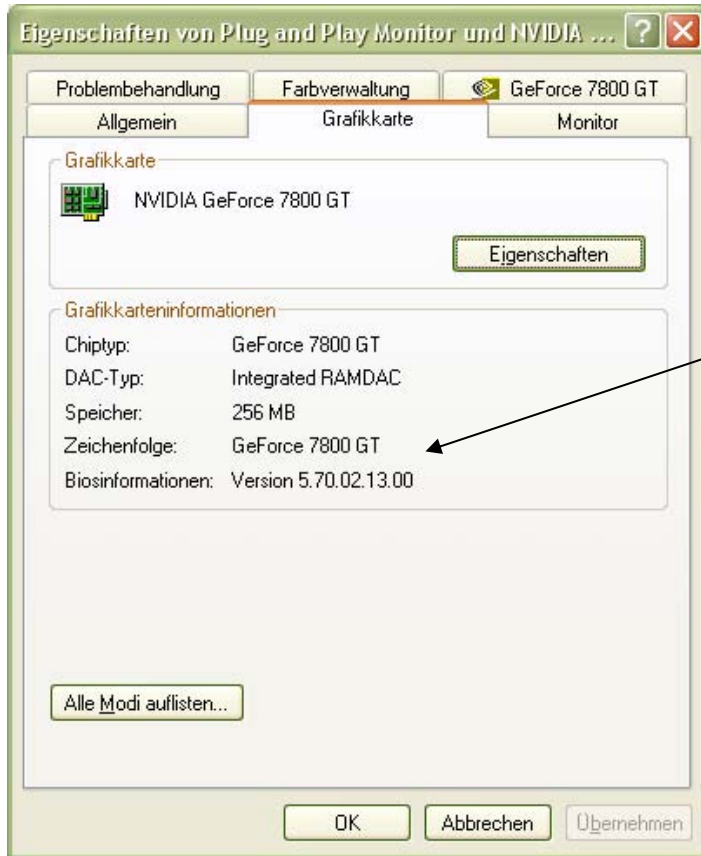 Eigenschaften von Plug and Play Monitor und NVIDIA ...
Problembehandlung Farbverwaltung GeForce 7800 GT
Allgemein Grafikkarte Monitor
Grafikkarte
NVIDIA GeForce 7800 GT
Eigenschaften
Grafikkarteninformationen
Chiptyp: GeForce 7800 GT
DAC-Typ: Integrated RAMDAC
Speicher: 256 MB
Zeichenfolge: GeForce 7800 GT
Biosinformationen: Version 5.70.02.13.00
Alle Modi auflisten...
OK Abbrechen Übernehmen